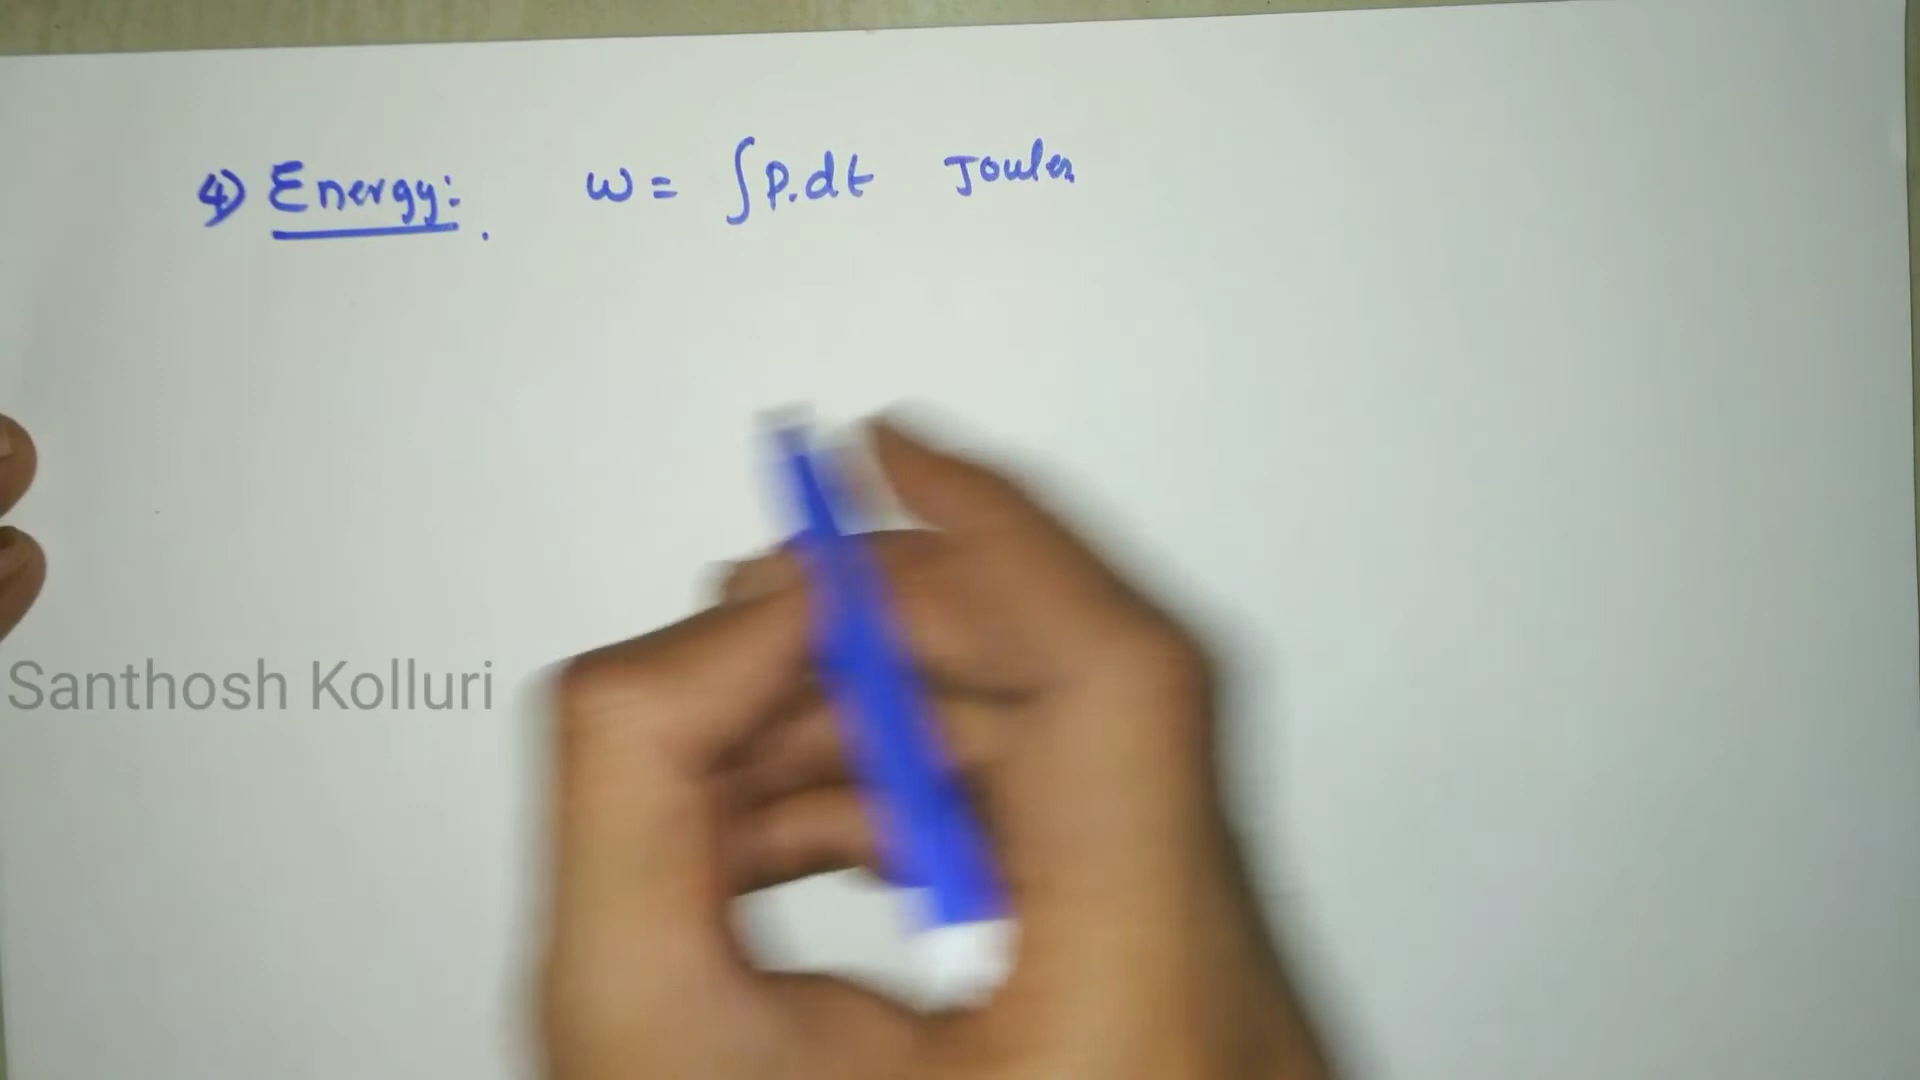 4) Energy: w = ∫P.dt Joules
Santhosh Kolluri